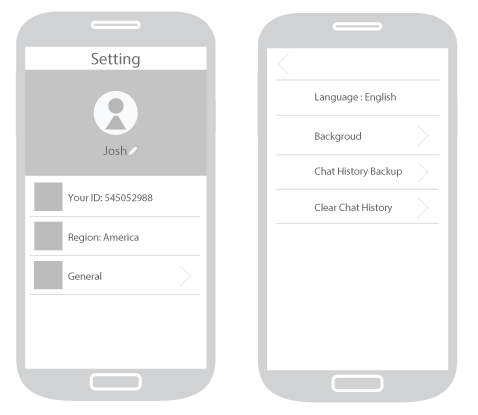 Setting
Josh
Your ID: 545052988
Region: America
General
Language : English
Backgroud
Chat History Backup
Clear Chat History